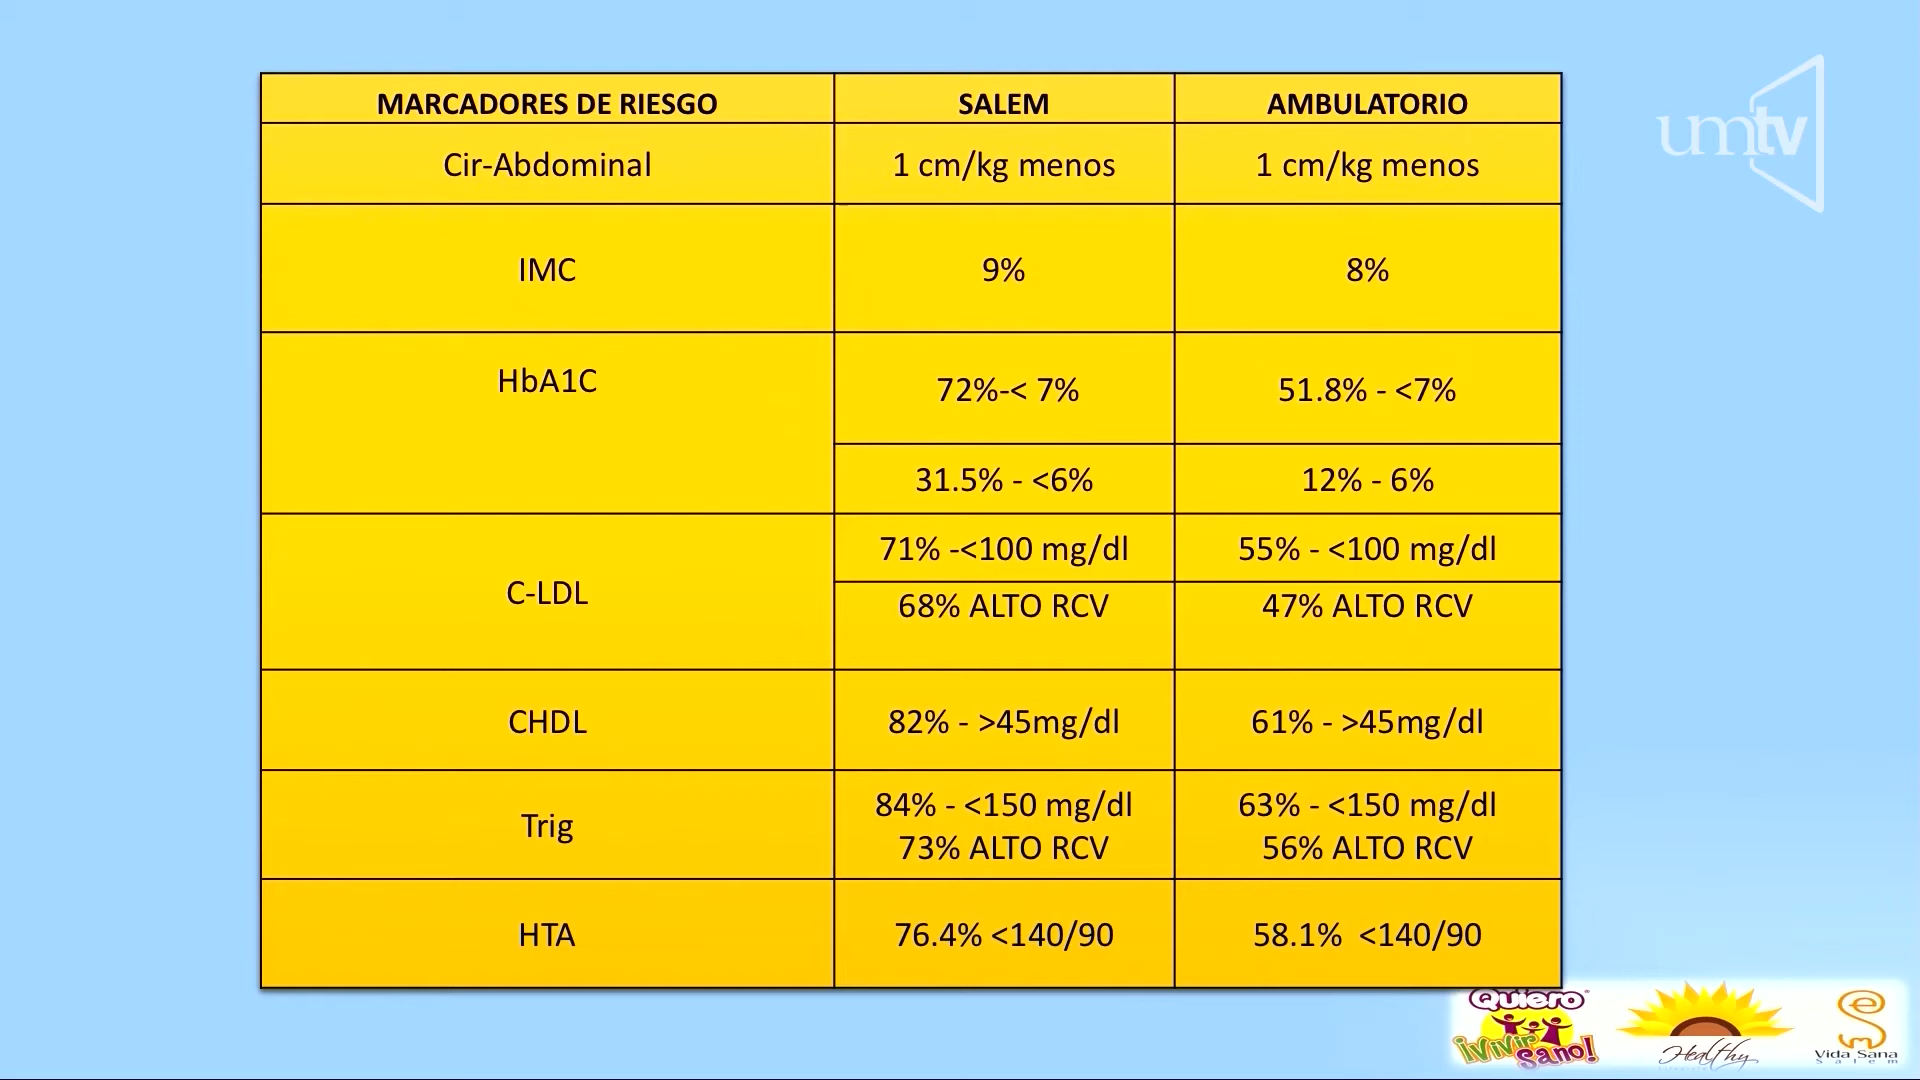 MARCADORES DE RIESGO SALEM AMBULATORIO
Cir-Abdominal 1 cm/kg menos 1 cm/kg menos
IMC 9% 8%
HbA1C 72%-< 7% 51.8% - <7%
31.5% - <6% 12% - 6%
C-LDL 71% -<100 mg/dl 55% - <100 mg/dl
68% ALTO RCV 47% ALTO RCV
CHDL 82% - >45mg/dl 61% - >45mg/dl
Trig 84% - <150 mg/dl 63% - <150 mg/dl
73% ALTO RCV 56% ALTO RCV
HTA 76.4% <140/90 58.1% <140/90
umtv
Quiero
¡Vivir
Sano!
Healthy
Vida Sana
Salem